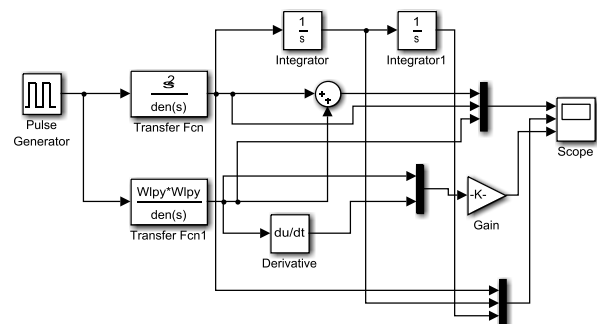 1
s
Integrator
1
s
Integrator1
Pulse
Generator
den(s)
Transfer Fcn
+
+
Scope
Wlpy*Wlpy
den(s)
Transfer Fcn1
-K-
Gain
du/dt
Derivative